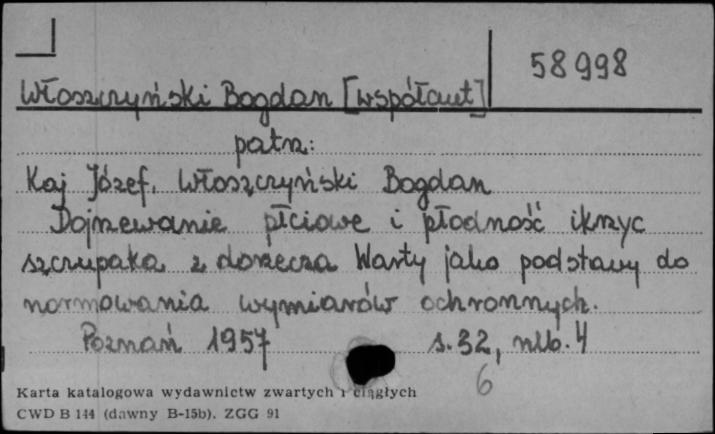 58998
Włoszczyński Bogdan [współaut]
patrz:
Kaj Józef, Włoszczyński Bogdan
Dojrzewanie płciowe i płodność ikrzyc
szczupaka z dorzecza Warty jako podstawy do
normowania wymiarów ochronnych.
Poznań 1957 s. 32, nlb. 4
6
Karta katalogowa wydawnictw zwartych i ciągłych
CWD B 144 (dawny B-15b). ZGG 91